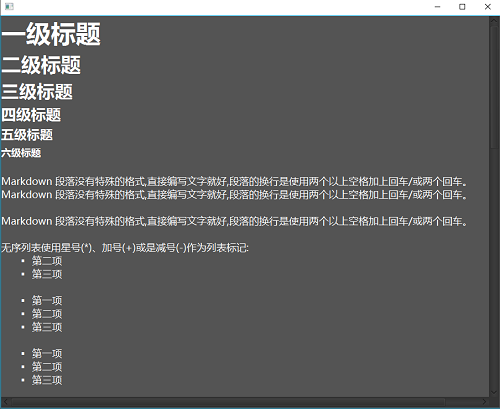 一级标题
二级标题
三级标题
四级标题
五级标题
六级标题
Markdown 段落没有特殊的格式,直接编写文字就好,段落的换行是使用两个以上空格加上回车/或两个回车。
Markdown 段落没有特殊的格式,直接编写文字就好,段落的换行是使用两个以上空格加上回车/或两个回车。
Markdown 段落没有特殊的格式,直接编写文字就好,段落的换行是使用两个以上空格加上回车/或两个回车。
无序列表使用星号(*)、加号(+)或是减号(-)作为列表标记:
• 第二项
• 第三项
• 第一项
• 第二项
• 第三项
• 第一项
• 第二项
• 第三项